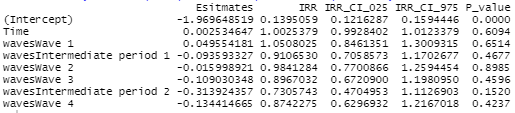 Esitmates IRR IRR_CI_025 IRR_CI_975 P_value
(Intercept) -1.969648519 0.1395059 0.1216287 0.1594446 0.0000
Time 0.002534647 1.0025379 0.9928402 1.0123379 0.6094
wavesWave 1 0.049554181 1.0508025 0.8461351 1.3009315 0.6514
wavesIntermediate period 1 -0.093593327 0.9106530 0.7058573 1.1702677 0.4677
wavesWave 2 -0.015998921 0.9841284 0.7700866 1.2594454 0.8985
wavesWave 3 -0.109030348 0.8967032 0.6720900 1.1980950 0.4596
wavesIntermediate period 2 -0.313924357 0.7305743 0.4704953 1.1126903 0.1520
wavesWave 4 -0.134414665 0.8742275 0.6296932 1.2167018 0.4237